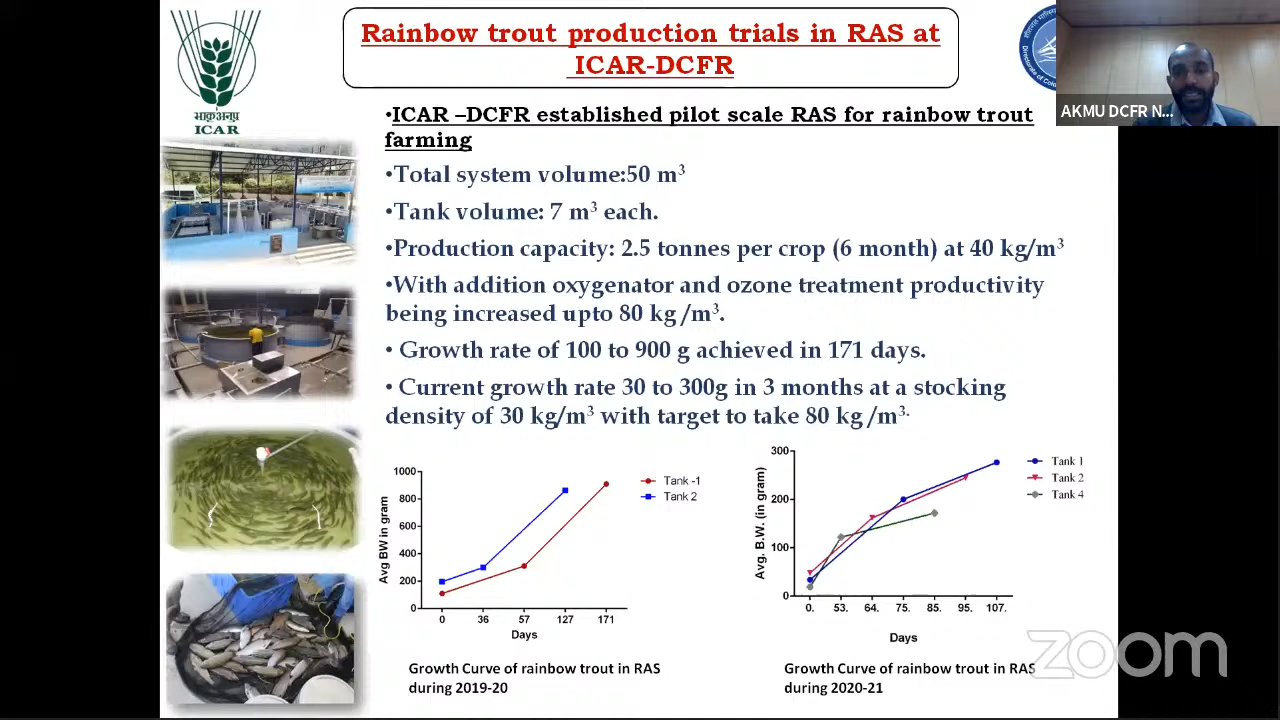 Rainbow trout production trials in RAS at
ICAR-DCFR
भाकृअनुप
ICAR
AKMU DCFR N...
•ICAR –DCFR established pilot scale RAS for rainbow trout
farming
•Total system volume:50 m³
•Tank volume: 7 m³ each.
•Production capacity: 2.5 tonnes per crop (6 month) at 40 kg/m³
•With addition oxygenator and ozone treatment productivity
being increased upto 80 kg /m³.
• Growth rate of 100 to 900 g achieved in 171 days.
• Current growth rate 30 to 300g in 3 months at a stocking
density of 30 kg/m³ with target to take 80 kg /m³.
Avg BW in gram
1000
800
600
400
200
0
0 36 57 127 171
Days
Tank -1
Tank 2
Growth Curve of rainbow trout in RAS
during 2019-20
Avg. B.W. (in gram)
300
200
100
0
0. 53. 64. 75. 85. 95. 107.
Days
Tank 1
Tank 2
Tank 4
Growth Curve of rainbow trout in RAS
during 2020-21
zoom